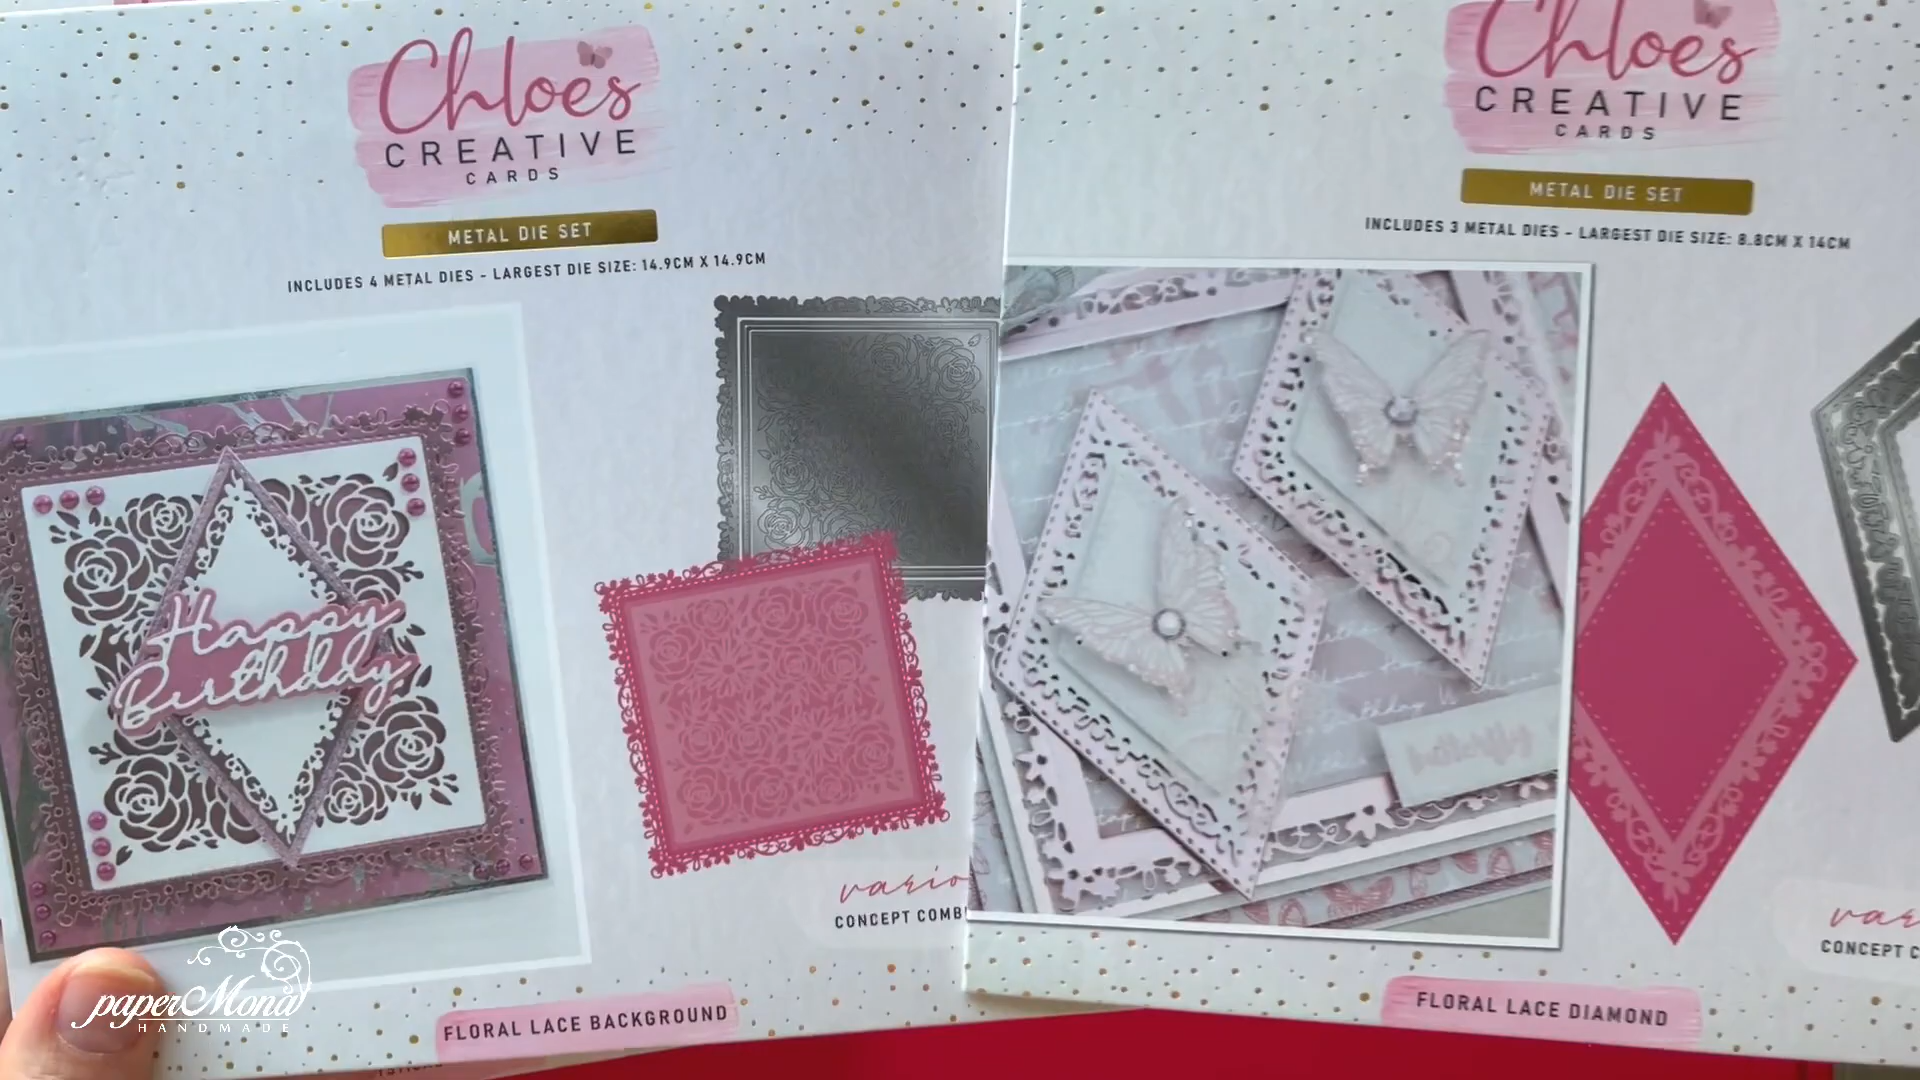 Chloes
CREATIVE
CARDS
METAL DIE SET
INCLUDES 4 METAL DIES - LARGEST DIE SIZE: 14.9CM X 14.9CM
Happy
Birthday
CONCEPT
FLORAL LACE BACKGROUND
paperMona
HANDMADE
Chloes
CREATIVE
CARDS
METAL DIE SET
INCLUDES 3 METAL DIES - LARGEST DIE SIZE: 8.8CM X 14CM
butterfly
CONCEPT
FLORAL LACE DIAMOND